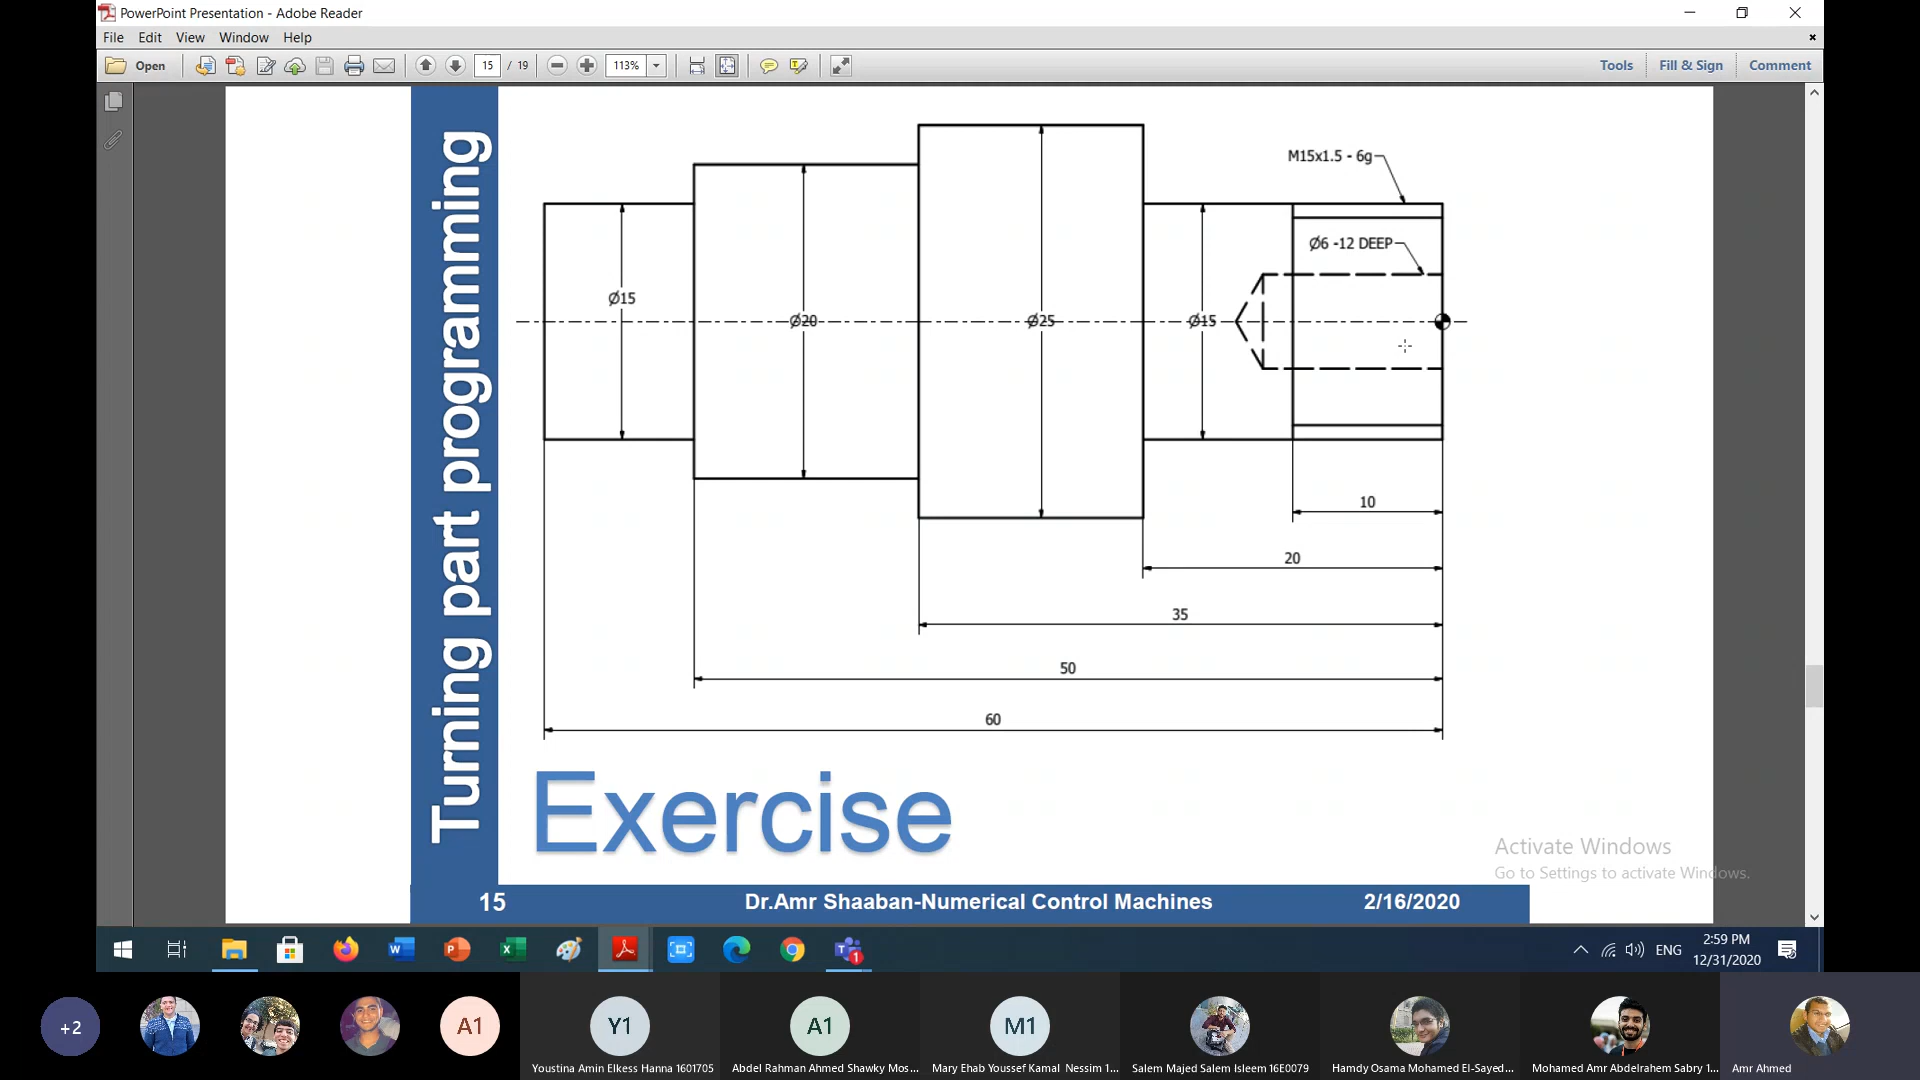 PowerPoint Presentation - Adobe Reader
File Edit View Window Help
Open 15 / 19 113% Tools Fill & Sign Comment
Turning part programming
M15x1.5 - 6g
Ø6 -12 DEEP
Ø15
Ø20
Ø25
Ø15
10
20
35
50
60
Exercise
Activate Windows
Go to Settings to activate Windows.
15 Dr.Amr Shaaban-Numerical Control Machines 2/16/2020
1
ENG
2:59 PM
12/31/2020
+2
A1
Y1
A1
M1
Youstina Amin Elkess Hanna 1601705
Abdel Rahman Ahmed Shawky Mos...
Mary Ehab Youssef Kamal Nessim 1...
Salem Majed Salem Isleem 16E0079
Hamdy Osama Mohamed El-Sayed...
Mohamed Amr Abdelrahem Sabry 1...
Amr Ahmed